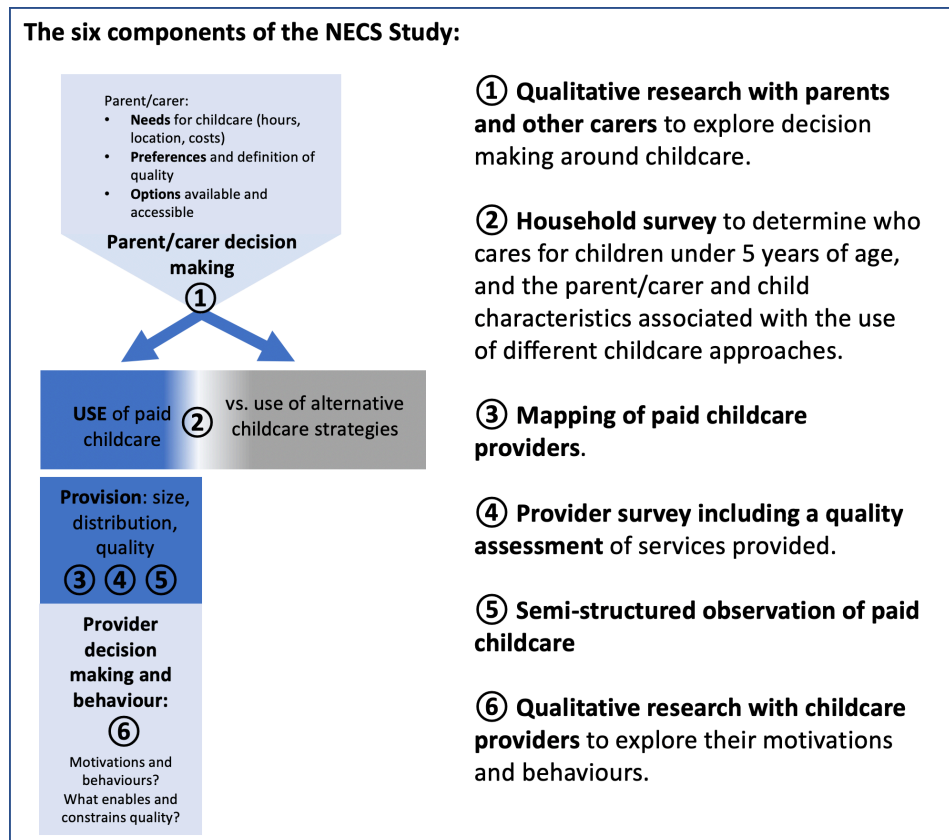 The six components of the NECS Study:
Parent/carer:
• Needs for childcare (hours,
location, costs)
• Preferences and definition of
quality
• Options available and
accessible
Parent/carer decision
making
①
USE of paid
childcare
②
vs. use of alternative
childcare strategies
Provision: size,
distribution,
quality
③ ④ ⑤
Provider
decision
making and
behaviour:
⑥
Motivations and
behaviours?
What enables and
constrains quality?
① Qualitative research with parents
and other carers to explore decision
making around childcare.
② Household survey to determine who
cares for children under 5 years of age,
and the parent/carer and child
characteristics associated with the use
of different childcare approaches.
③ Mapping of paid childcare
providers.
④ Provider survey including a quality
assessment of services provided.
⑤ Semi-structured observation of paid
childcare
⑥ Qualitative research with childcare
providers to explore their motivations
and behaviours.